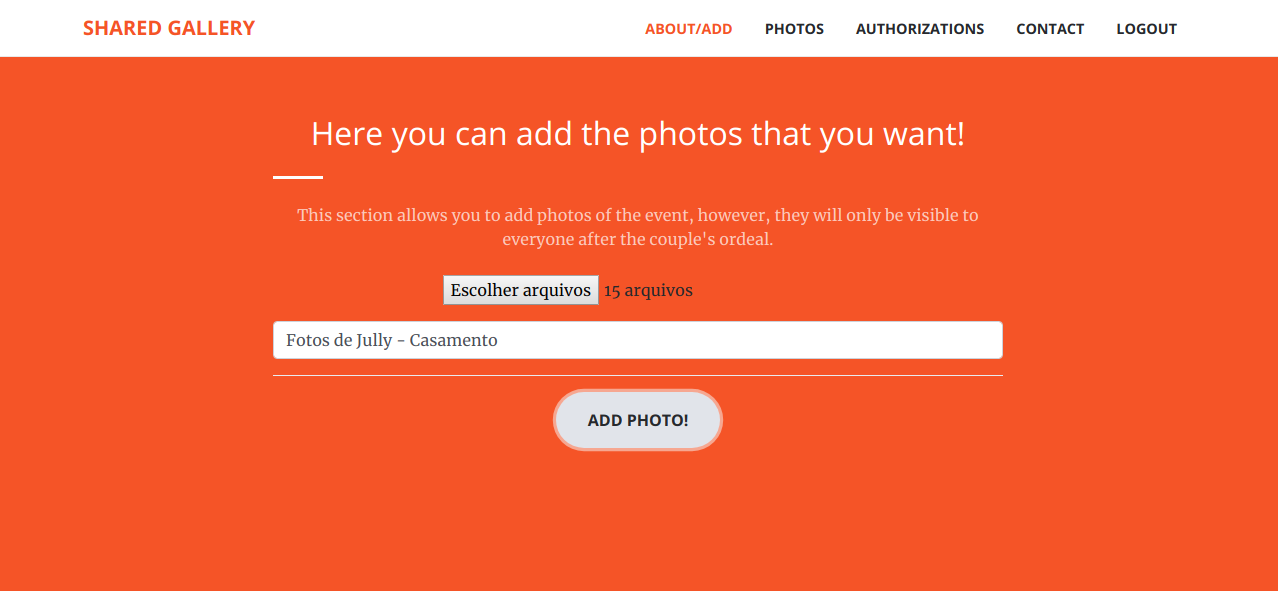 SHARED GALLERY ABOUT/ADD PHOTOS AUTHORIZATIONS CONTACT LOGOUT
Here you can add the photos that you want!
This section allows you to add photos of the event, however, they will only be visible to
everyone after the couple's ordeal.
Escolher arquivos 15 arquivos
Fotos de Jully - Casamento
ADD PHOTO!